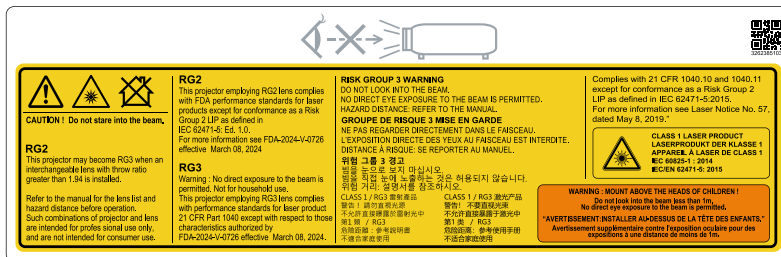 3262385103
CAUTION ! Do not stare into the beam.
RG2
This projector may become RG3 when an
interchangeable lens with throw ratio
greater than 1.94 is installed.
Refer to the manual for the lens list and
hazard distance before operation.
Such combinations of projector and lens
are intended for profes sional use only,
and are not intended for consumer use.
RG2
This projector employing RG2 lens complies
with FDA performance standards for laser
products except for conformance as a Risk
Group 2 LIP as defined in
IEC 62471-5: Ed. 1.0.
For more information see FDA-2024-V-0726
effective March 08, 2024
RG3
Warning : No direct exposure to the beam is
permitted. Not for household use.
This projector employing RG3 lens complies
with performance standards for laser product
21 CFR Part 1040 except with respect to those
characteristics authorized by
FDA-2024-V-0726 effective March 08, 2024.
RISK GROUP 3 WARNING
DO NOT LOOK INTO THE BEAM.
NO DIRECT EYE EXPOSURE TO THE BEAM IS PERMITTED.
HAZARD DISTANCE: REFER TO THE MANUAL.
GROUPE DE RISQUE 3 MISE EN GARDE
NE PAS REGARDER DIRECTEMENT DANS LE FAISCEAU.
L'EXPOSITION DIRECTE DES YEUX AU FAISCEAU EST INTERDITE.
DISTANCE À RISQUE: SE REPORTER AU MANUEL.
위험 그룹 3 경고
빔을 눈으로 보지 마십시오.
빔을 직접 눈에 노출하는 것은 허용되지 않습니다.
위험 거리: 설명서를 참조하시오.
CLASS 1 / RG3 雷射產品
警告! 請勿直視光源
不允許直接曝露於雷射光中
第1類 / RG3
危險距離：參考說明書
不適合家庭使用
CLASS 1 / RG3 激光产品
警告! 不要直视光束
不允许直接暴露于激光中
第1类 / RG3
危险距离：参考使用手册
不适合家庭使用
Complies with 21 CFR 1040.10 and 1040.11
except for conformance as a Risk Group 2
LIP as defined in IEC 62471-5:2015.
For more information see Laser Notice No. 57,
dated May 8, 2019."
CLASS 1 LASER PRODUCT
LASERPRODUKT DER KLASSE 1
APPAREIL À LASER DE CLASS 1
IEC 60825-1 : 2014
IEC/EN 62471-5: 2015
WARNING : MOUNT ABOVE THE HEADS OF CHILDREN !
Do not look into the beam less than 1m,
No direct eye exposure to the beam is permitted.
"AVERTISSEMENT:INSTALLER AU-DESSUS DE LA TÊTE DES ENFANTS."
Avertissement supplémentaire contre l'exposition oculaire pour des
expositions à une distance de moins de 1m.